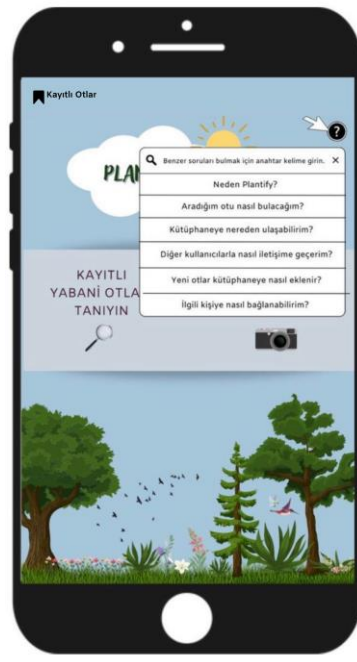 Kayıtlı Otlar
?
PLA
Benzer soruları bulmak için anahtar kelime girin. ×
Neden Plantify?
Aradığım otu nasıl bulacağım?
Kütüphaneye nereden ulaşabilirim?
Diğer kullanıcılarla nasıl iletişime geçerim?
Yeni otlar kütüphaneye nasıl eklenir?
İlgili kişiye nasıl bağlanabilirim?
KAYITLI
YABANİ OTLA
TANIYIN